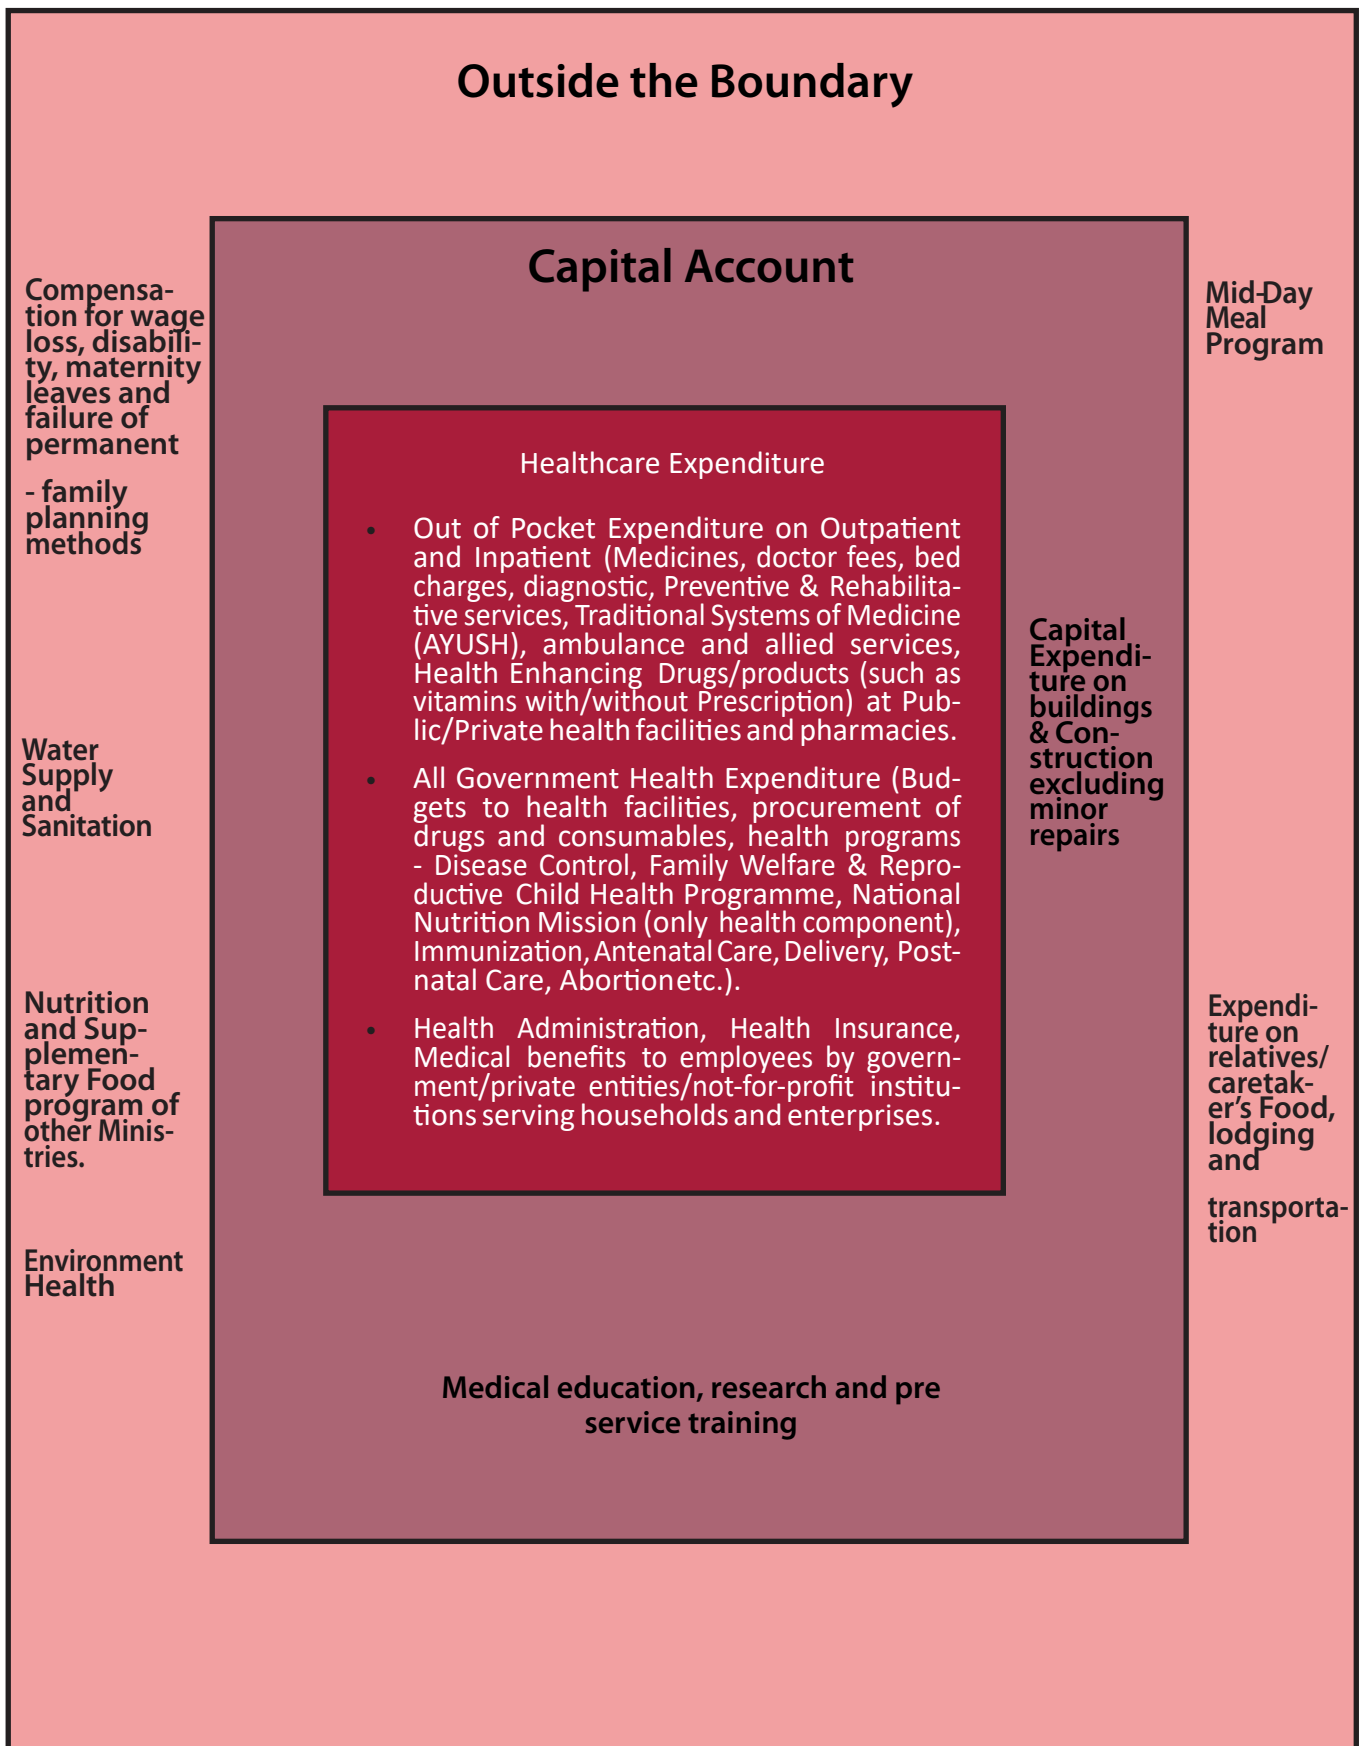 Outside the Boundary
Capital Account
Compensa-
tion for wage
loss, disabili-
ty, maternity
leaves and
failure of
permanent
- family
planning
methods
Water
Supply
and
Sanitation
Nutrition
and Sup-
plemen-
tary Food
program of
other Minis-
tries.
Environment
Health
Healthcare Expenditure
• Out of Pocket Expenditure on Outpatient
and Inpatient (Medicines, doctor fees, bed
charges, diagnostic, Preventive & Rehabilita-
tive services, Traditional Systems of Medicine
(AYUSH), ambulance and allied services,
Health Enhancing Drugs/products (such as
vitamins with/without Prescription) at Pub-
lic/Private health facilities and pharmacies.
• All Government Health Expenditure (Bud-
gets to health facilities, procurement of
drugs and consumables, health programs
- Disease Control, Family Welfare & Repro-
ductive Child Health Programme, National
Nutrition Mission (only health component),
Immunization, Antenatal Care, Delivery, Post-
natal Care, Abortion etc.).
• Health Administration, Health Insurance,
Medical benefits to employees by govern-
ment/private entities/not-for-profit institu-
tions serving households and enterprises.
Capital
Expendi-
ture on
buildings
& Con-
struction
excluding
minor
repairs
Medical education, research and pre
service training
Mid-Day
Meal
Program
Expendi-
ture on
relatives/
caretak-
er's Food,
lodging
and
transporta-
tion